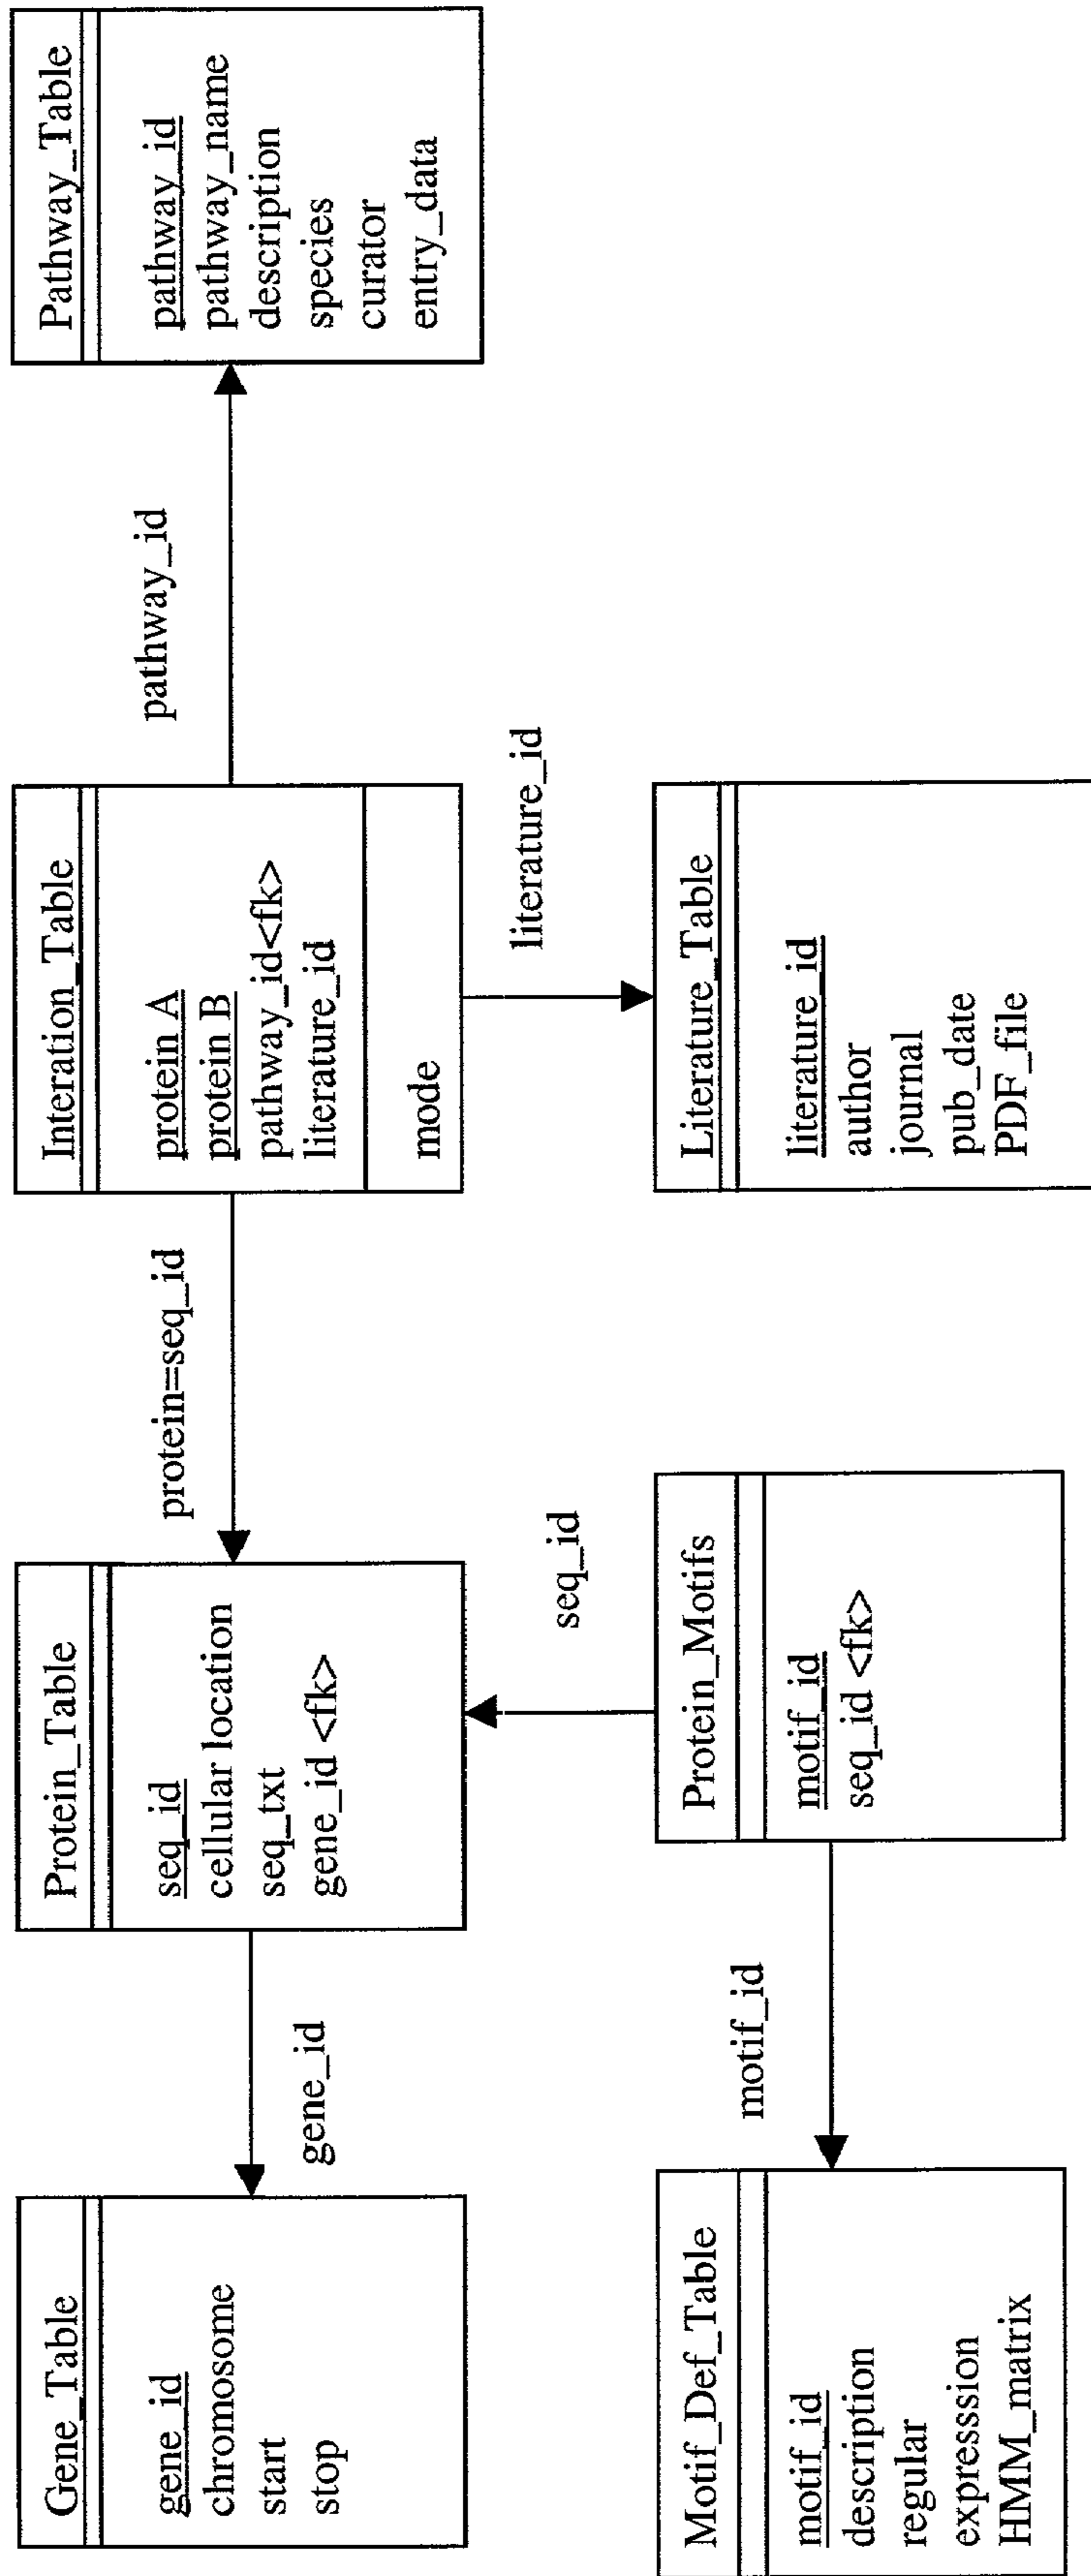 Gene_Table
gene_id
chromosome
start
stop
gene_id
Protein_Table
seq_id
cellular location
seq_txt
gene_id <fk>
protein=seq_id
Interation_Table
protein A
protein B
pathway_id<fk>
literature_id
mode
pathway_id
Pathway_Table
pathway_id
pathway_name
description
species
curator
entry_data
Motif_Def_Table
motif_id
description
regular
expresssion
HMM_matrix
motif_id
Protein_Motifs
motif_id
seq_id <fk>
seq_id
Literature_Table
literature_id
author
journal
pub_date
PDF_file
literature_id